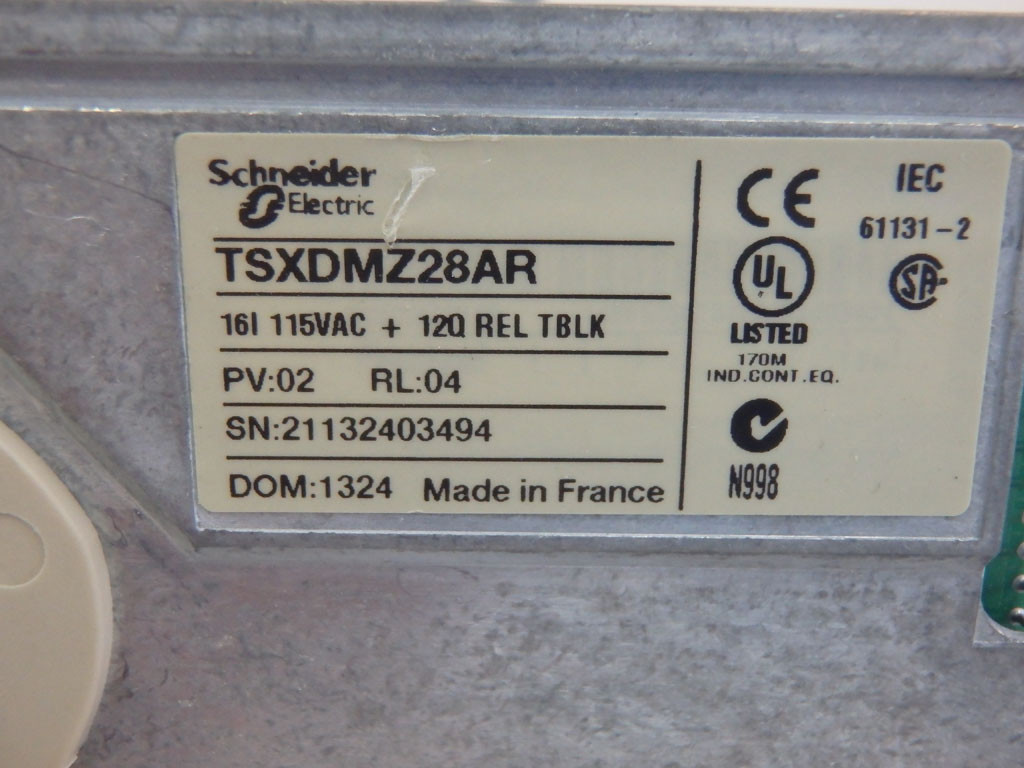 Schneider
Electric
TSXDMZ28AR
16I 115VAC + 12Q REL TBLK
PV:02 RL:04
SN:21132403494
DOM:1324 Made in France
CE
IEC
61131-2
UL
SA
LISTED
170M
IND.CONT.EQ.
N998